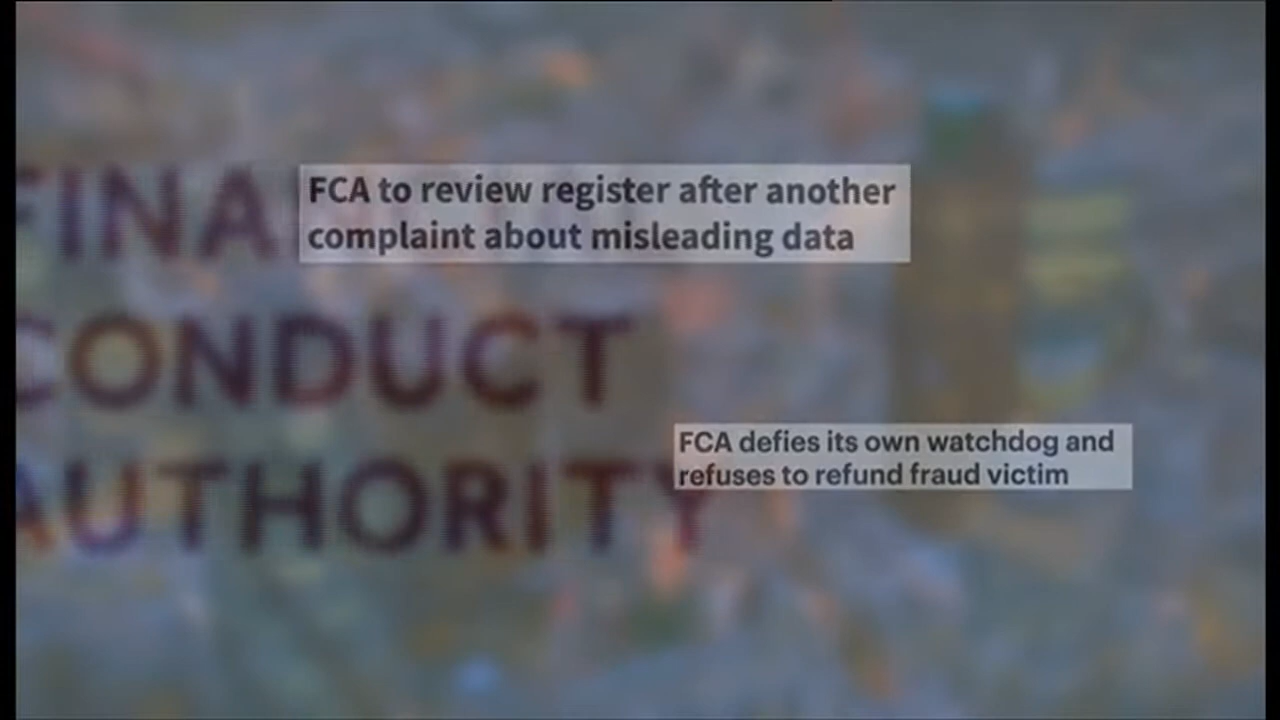 FINA
FCA to review register after another
complaint about misleading data
CONDUCT
FCA defies its own watchdog and
refuses to refund fraud victim
AUTHORITY